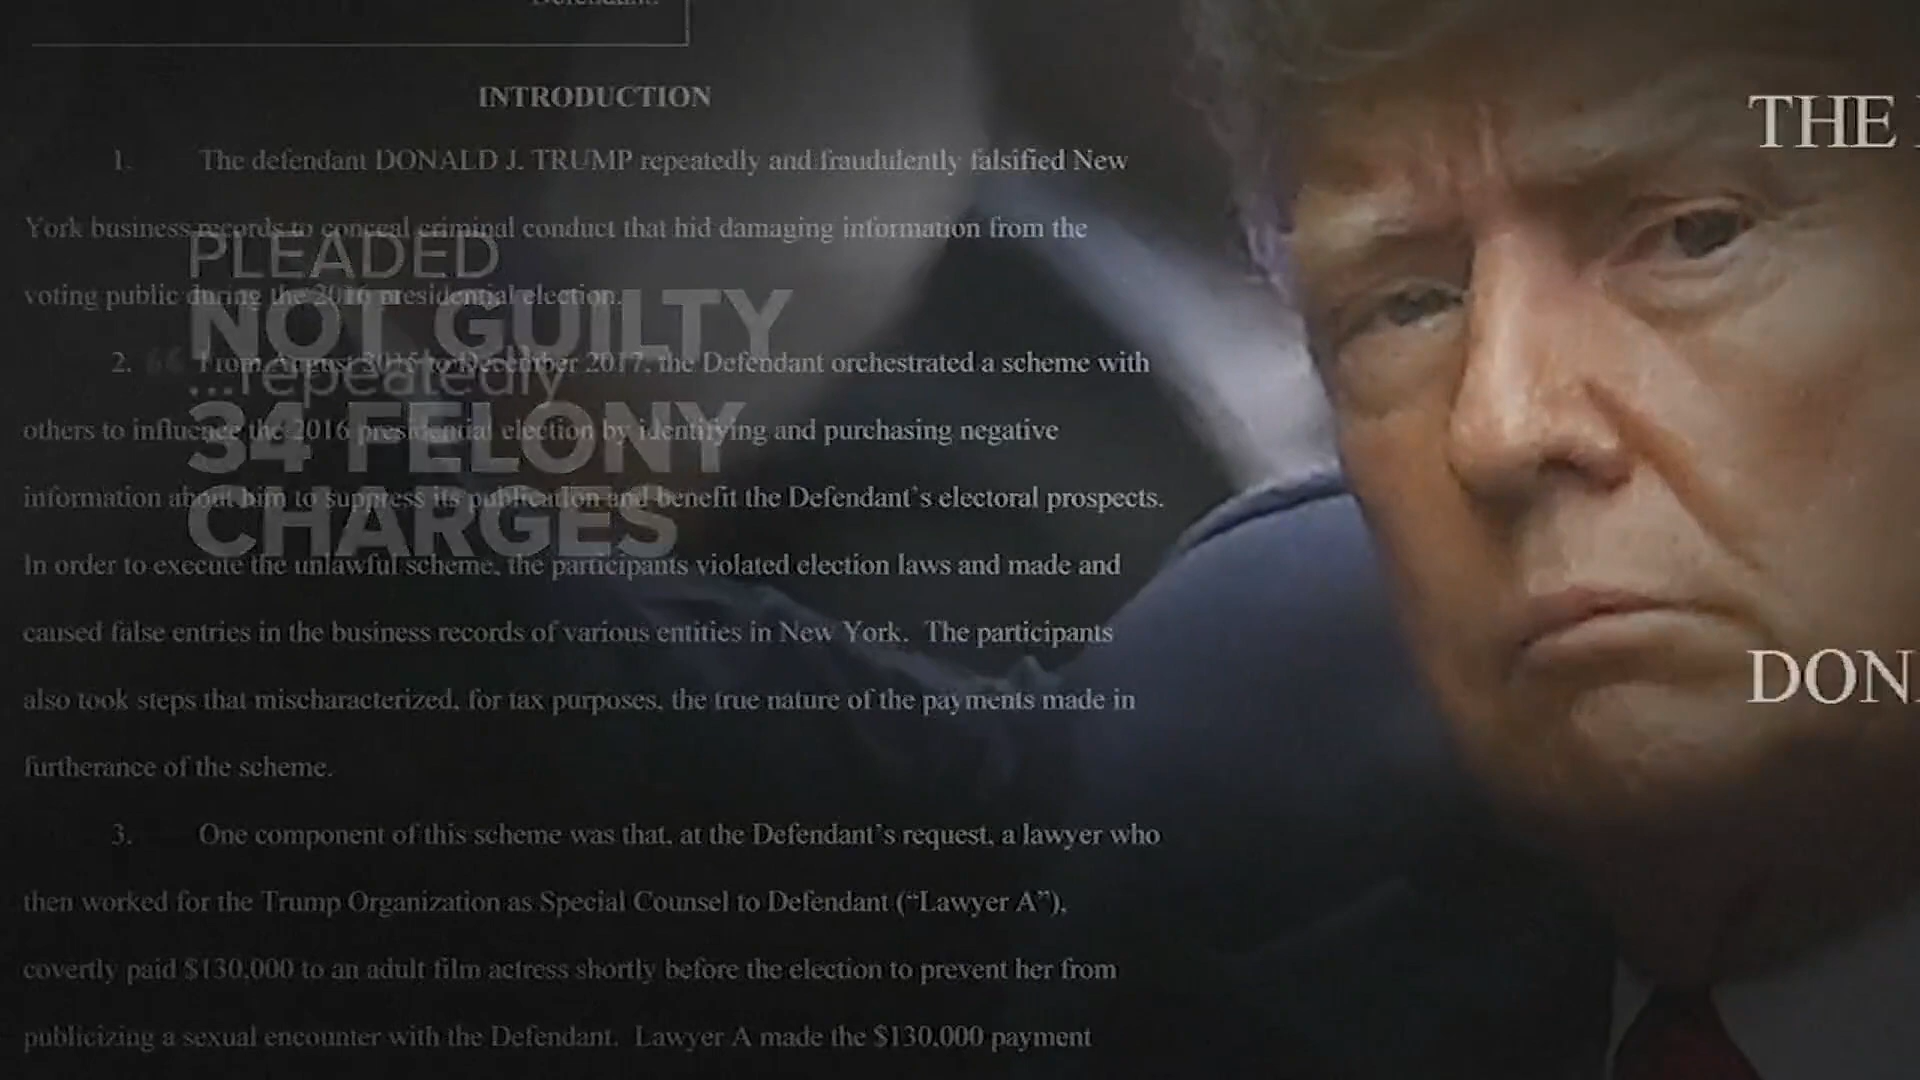 Defendant.
INTRODUCTION
1. The defendant DONALD J. TRUMP repeatedly and fraudulently falsified New
York business records to conceal criminal conduct that hid damaging information from the
voting public during the 2016 presidential election.
2. From August 2015 to December 2017, the Defendant orchestrated a scheme with
others to influence the 2016 presidential election by identifying and purchasing negative
information about him to suppress its publication and benefit the Defendant's electoral prospects.
In order to execute the unlawful scheme, the participants violated election laws and made and
caused false entries in the business records of various entities in New York. The participants
also took steps that mischaracterized, for tax purposes, the true nature of the payments made in
furtherance of the scheme.
3. One component of this scheme was that, at the Defendant's request, a lawyer who
then worked for the Trump Organization as Special Counsel to Defendant (“Lawyer A”),
covertly paid $130,000 to an adult film actress shortly before the election to prevent her from
publicizing a sexual encounter with the Defendant. Lawyer A made the $130,000 payment
PLEADED
NOT GUILTY
“ ...repeatedly
34 FELONY
CHARGES
THE
DON